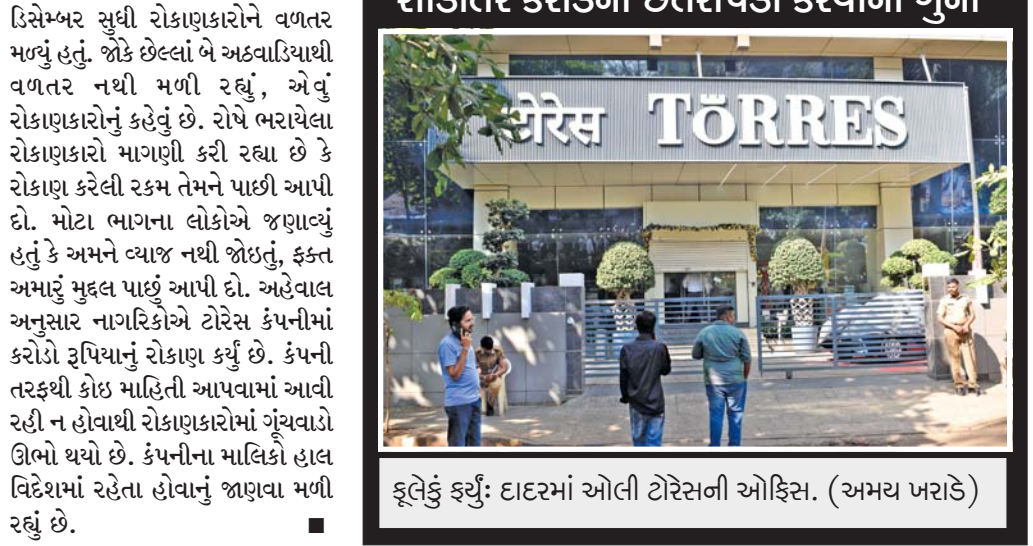 ડિસેમ્બર સુધી રોકાણકારોને વળતર
મળ્યું હતું. જોકે છેલ્લાં બે અઠવાડિયાથી
વળતર નથી મળી રહ્યું, એવું
રોકાણકારોનું કહેવું છે. રોષે ભરાયેલા
રોકાણકારો માગણી કરી રહ્યા છે કે
રોકાણ કરેલી રકમ તેમને પાછી આપી
દો. મોટા ભાગના લોકોએ જણાવ્યું
હતું કે અમને વ્યાજ નથી જોઇતું, ફક્ત
અમારું મુદ્દલ પાછું આપી દો. અહેવાલ
અનુસાર નાગરિકોએ ટોરેસ કંપનીમાં
કરોડો રૂપિયાનું રોકાણ કર્યું છે. કંપની
તરફથી કોઇ માહિતી આપવામાં આવી
રહી ન હોવાથી રોકાણકારોમાં ગૂંચવાડો
ઊભો થયો છે. કંપનીના માલિકો હાલ
વિદેશમાં રહેતા હોવાનું જાણવા મળી
રહ્યું છે.
टोरेस TORRES
ફૂલેકું ફર્યુંઃ દાદરમાં ઓલી ટોરેસની ઓફિસ. (અમય ખરાડે)